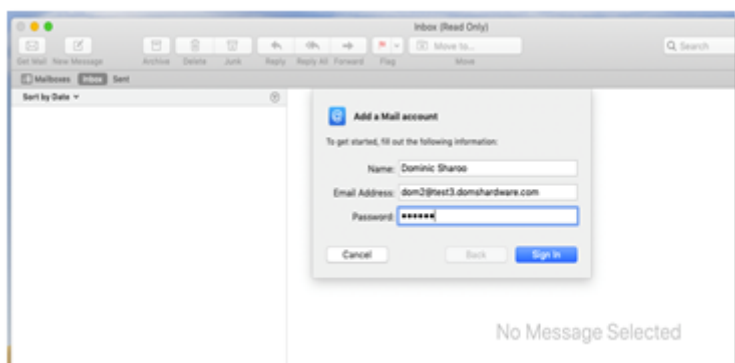 Inbox (Read Only)
Move to...
Search
Get Mail New Message Archive Delete Junk Reply Reply All Forward Flag Move
Mailboxes Inbox Sent
Sort by Date
Add a Mail account
To get started, fill out the following information:
Name: Dominic Sharoo
Email Address: dom2@test3.domshardware.com
Password: ••••••
Cancel Back Sign In
No Message Selected